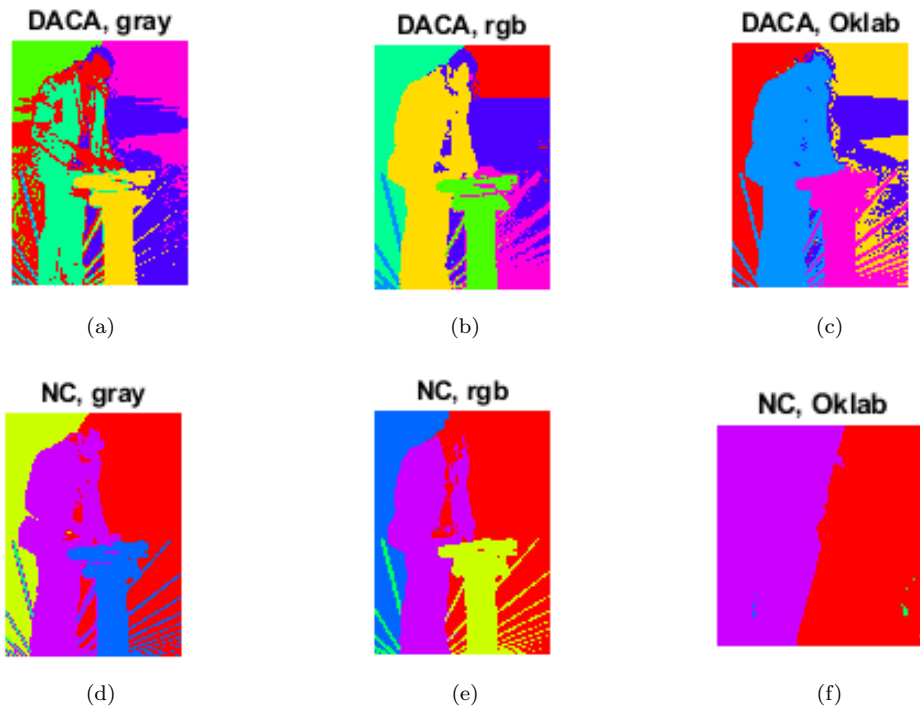 DACA, gray
DACA, rgb
DACA, Oklab
(a)
(b)
(c)
NC, gray
NC, rgb
NC, Oklab
(d)
(e)
(f)